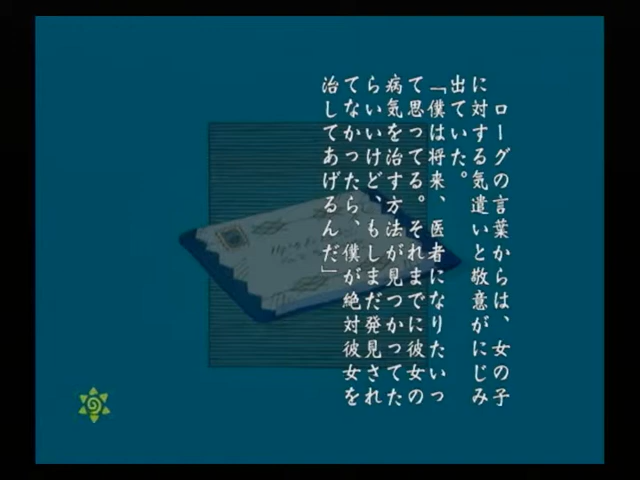 ローグの言葉からは、女の子
に対する気遣いと敬意がにじみ
出ていた。
「僕は将来、医者になりたいっ
て思ってる。それまでに彼女の
病気を治す方法が見つかってた
らいいけど、もしまだ発見され
てなかったら、僕が絶対彼女を
治してあげるんだ」